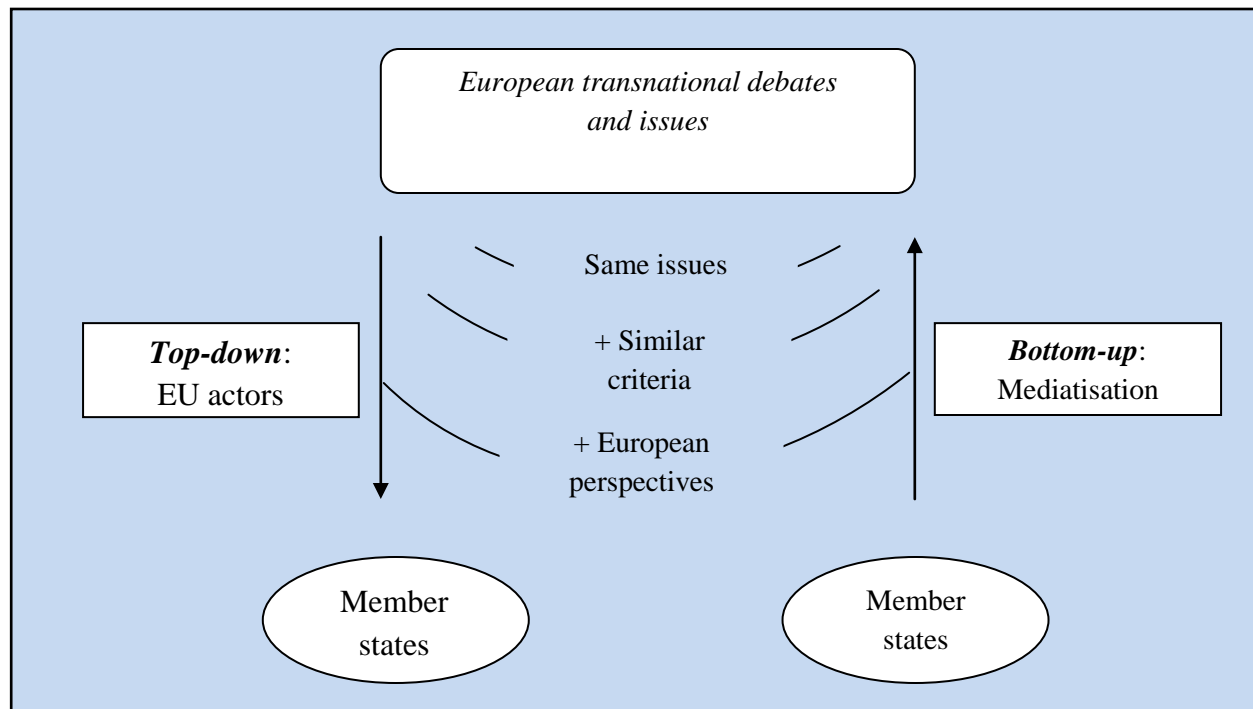 European transnational debates
and issues
Same issues
+ Similar
criteria
+ European
perspectives
Top-down:
EU actors
Bottom-up:
Mediatisation
Member
states
Member
states